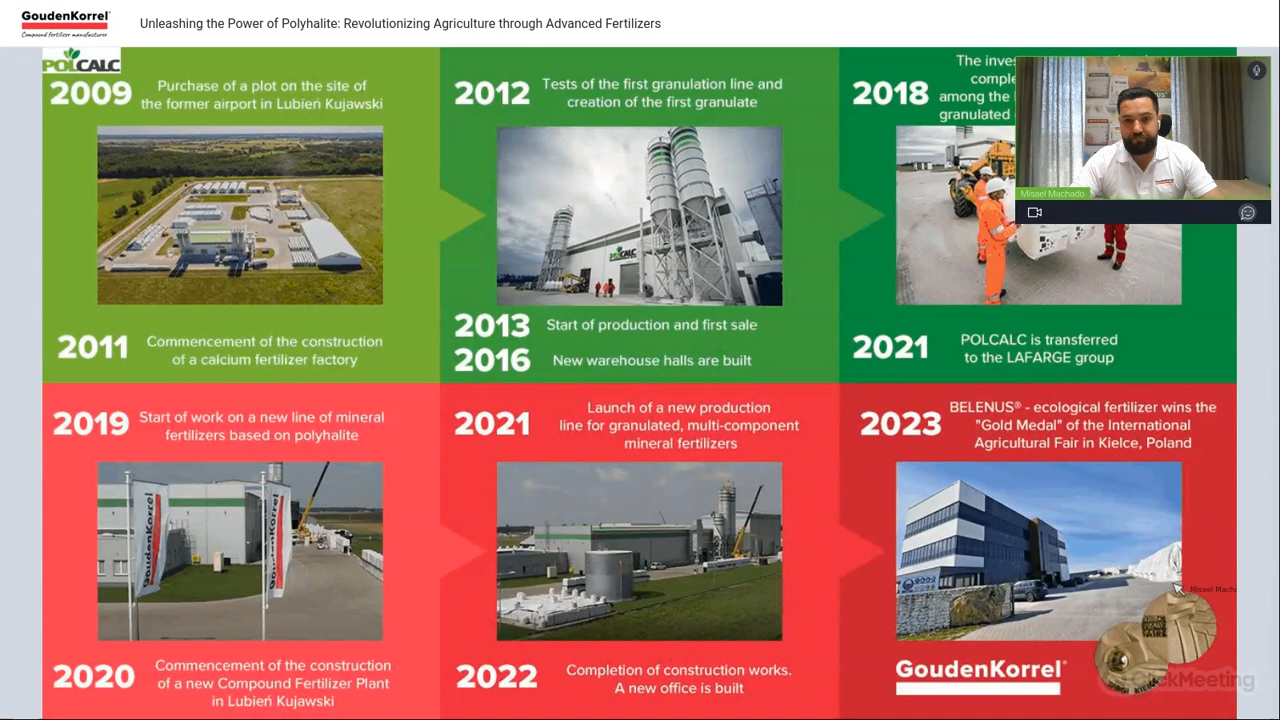 GoudenKorrel®
Compound fertilizer manufacturer
Unleashing the Power of Polyhalite: Revolutionizing Agriculture through Advanced Fertilizers
POLCALC
2009
Purchase of a plot on the site of
the former airport in Lubień Kujawski
2011
Commencement of the construction
of a calcium fertilizer factory
2012
Tests of the first granulation line and
creation of the first granulate
POLCALC
2013
Start of production and first sale
2016
New warehouse halls are built
2018
The
among the
granulated
Misael Machado
2021
POLCALC is transferred
to the LAFARGE group
2019
Start of work on a new line of mineral
fertilizers based on polyhalite
GoudenKorrel
GoudenKorrel
2020
Commencement of the construction
of a new Compound Fertilizer Plant
in Lubień Kujawski
2021
Launch of a new production
line for granulated, multi-component
mineral fertilizers
2022
Completion of construction works.
A new office is built
2023
BELENUS® - ecological fertilizer wins the
"Gold Medal" of the International
Agricultural Fair in Kielce, Poland
Misael
GoudenKorrel®
ClickMeeting